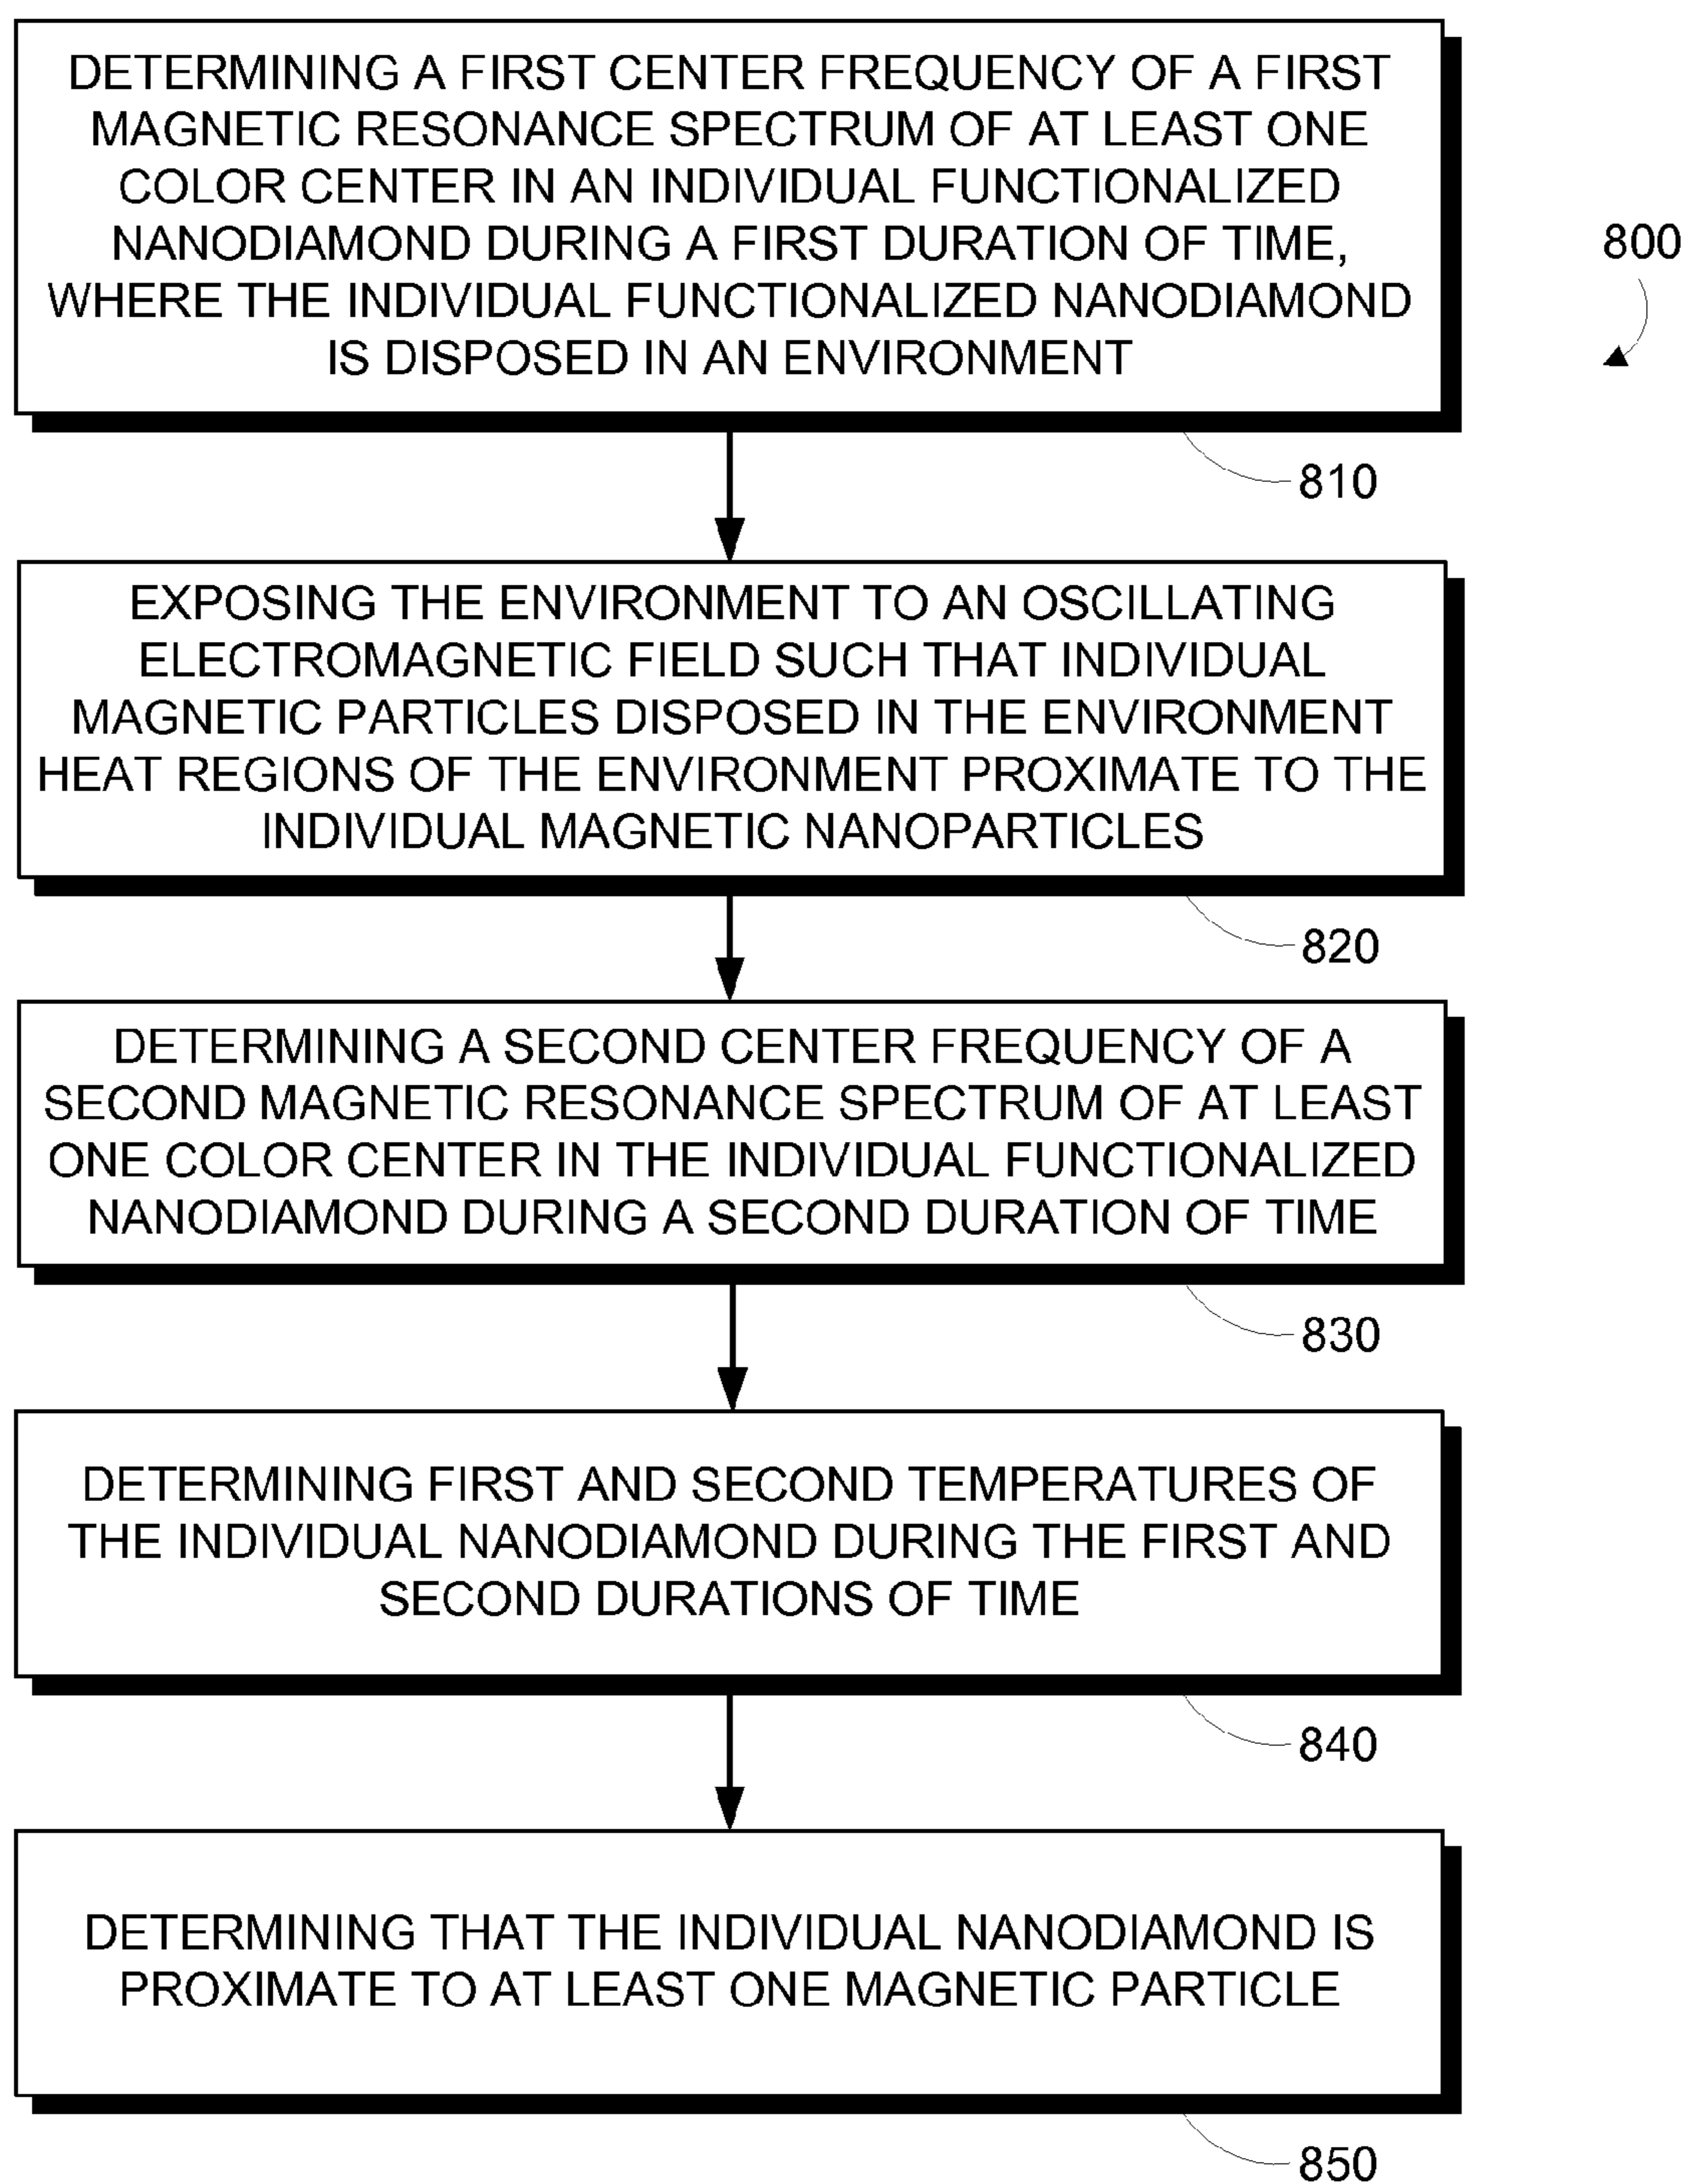 DETERMINING A FIRST CENTER FREQUENCY OF A FIRST
MAGNETIC RESONANCE SPECTRUM OF AT LEAST ONE
COLOR CENTER IN AN INDIVIDUAL FUNCTIONALIZED
NANODIAMOND DURING A FIRST DURATION OF TIME,
WHERE THE INDIVIDUAL FUNCTIONALIZED NANODIAMOND
IS DISPOSED IN AN ENVIRONMENT
800
810
EXPOSING THE ENVIRONMENT TO AN OSCILLATING
ELECTROMAGNETIC FIELD SUCH THAT INDIVIDUAL
MAGNETIC PARTICLES DISPOSED IN THE ENVIRONMENT
HEAT REGIONS OF THE ENVIRONMENT PROXIMATE TO THE
INDIVIDUAL MAGNETIC NANOPARTICLES
820
DETERMINING A SECOND CENTER FREQUENCY OF A
SECOND MAGNETIC RESONANCE SPECTRUM OF AT LEAST
ONE COLOR CENTER IN THE INDIVIDUAL FUNCTIONALIZED
NANODIAMOND DURING A SECOND DURATION OF TIME
830
DETERMINING FIRST AND SECOND TEMPERATURES OF
THE INDIVIDUAL NANODIAMOND DURING THE FIRST AND
SECOND DURATIONS OF TIME
840
DETERMINING THAT THE INDIVIDUAL NANODIAMOND IS
PROXIMATE TO AT LEAST ONE MAGNETIC PARTICLE
850